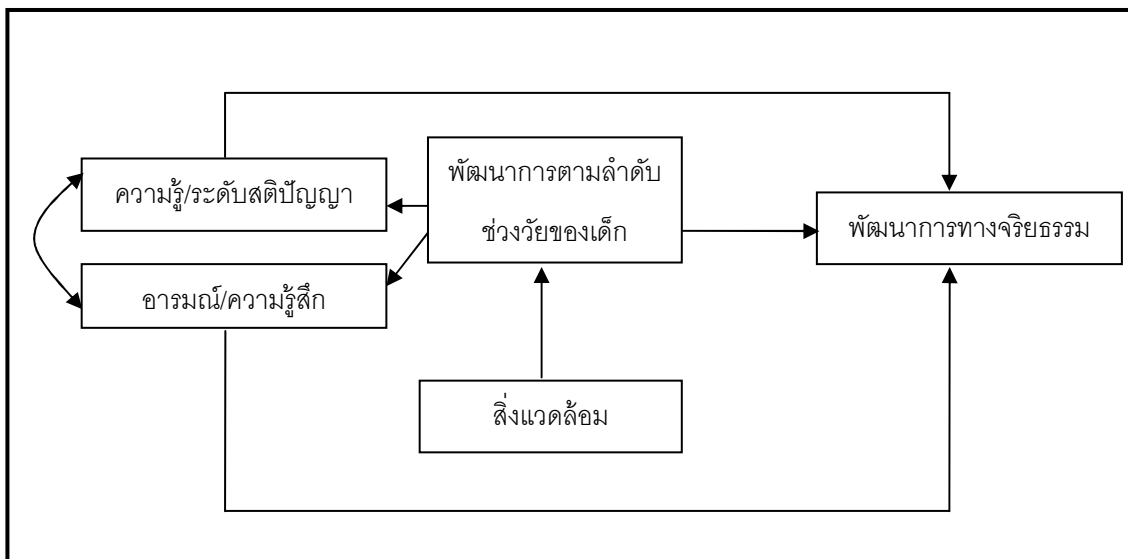 ความรู้/ระดับสติปัญญา
อารมณ์/ความรู้สึก
พัฒนาการตามลำดับ
ช่วงวัยของเด็ก
สิ่งแวดล้อม
พัฒนาการทางจริยธรรม